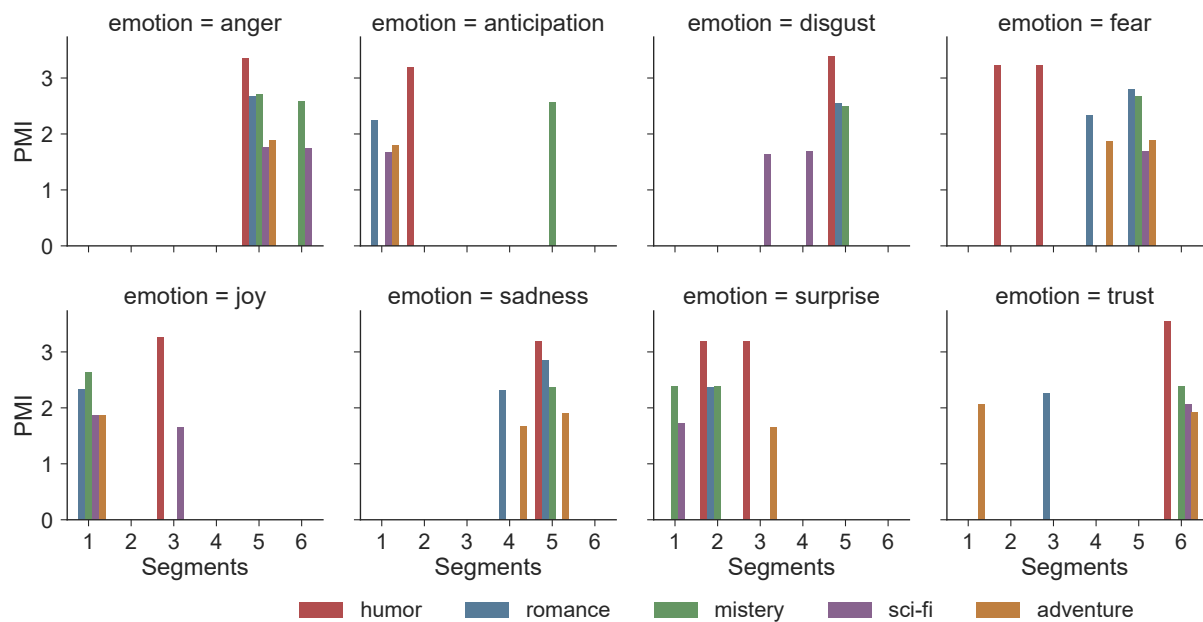 emotion = anger emotion = anticipation emotion = disgust emotion = fear
3
2
1
0
PMI
emotion = joy emotion = sadness emotion = surprise emotion = trust
3
2
1
0
PMI
1 2 3 4 5 6 1 2 3 4 5 6 1 2 3 4 5 6 1 2 3 4 5 6
Segments Segments Segments Segments
humor romance mistery sci-fi adventure